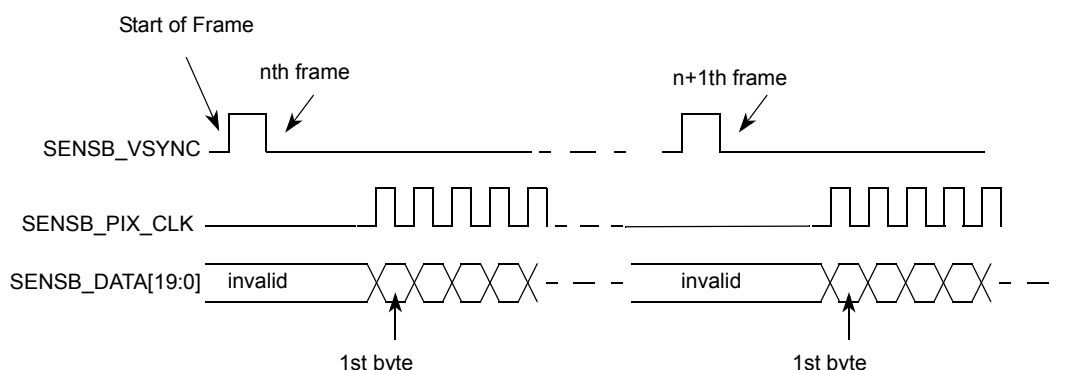 Start of Frame
nth frame
n+1th frame
SENSB_VSYNC
SENSB_PIX_CLK
SENSB_DATA[19:0]
invalid
invalid
1st byte
1st byte